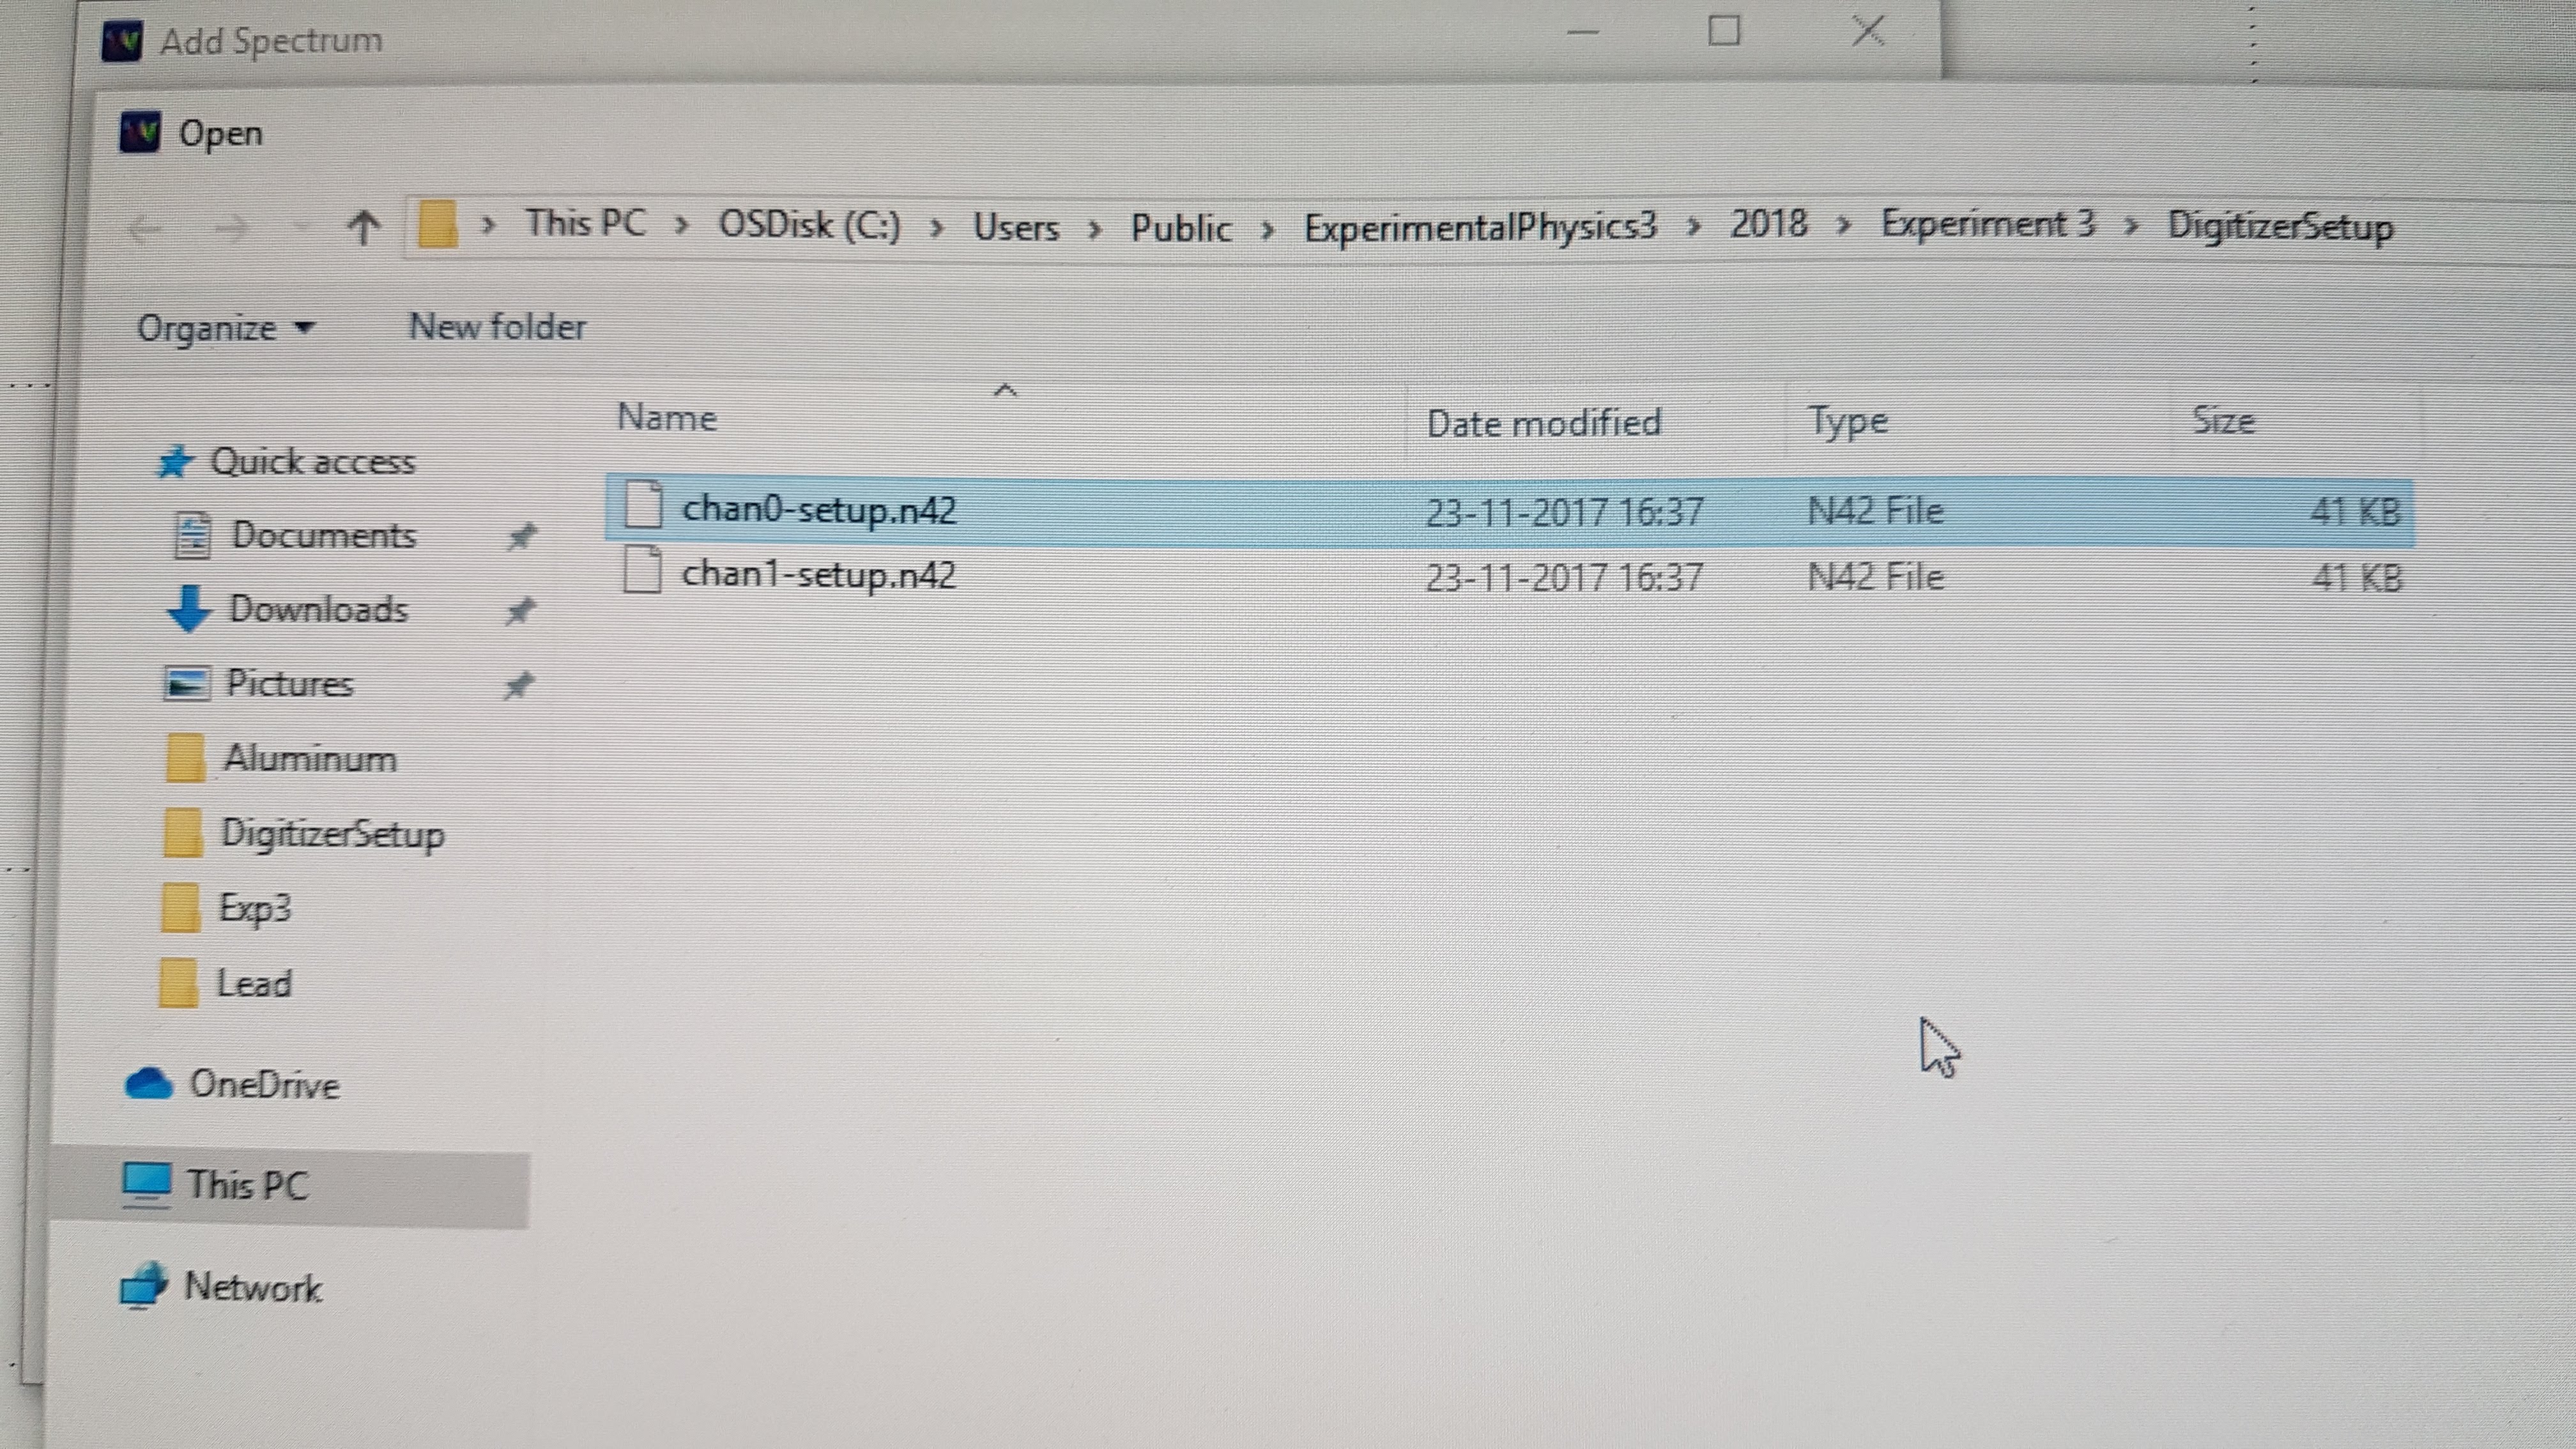 Add Spectrum
Open
This PC > OSDisk (C:) > Users > Public > ExperimentalPhysics3 > 2018 > Experiment 3 > DigitizerSetup
Organize New folder
Name Date modified Type Size
Quick access
Documents
Downloads
Pictures
Aluminum
DigitizerSetup
Exp3
Lead
OneDrive
This PC
Network
chan0-setup.n42 23-11-2017 16:37 N42 File 41 KB
chan1-setup.n42 23-11-2017 16:37 N42 File 41 KB